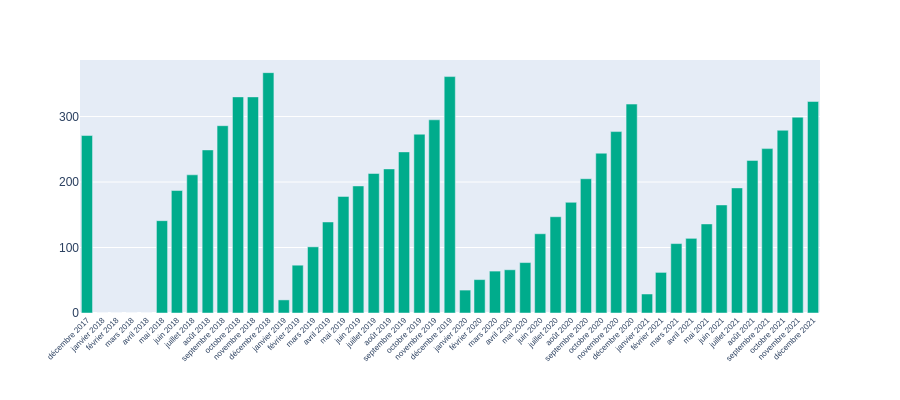 300
200
100
0
décembre 2017
janvier 2018
février 2018
mars 2018
avril 2018
mai 2018
juin 2018
juillet 2018
août 2018
septembre 2018
octobre 2018
novembre 2018
décembre 2018
janvier 2019
février 2019
mars 2019
avril 2019
mai 2019
juin 2019
juillet 2019
août 2019
septembre 2019
octobre 2019
novembre 2019
décembre 2019
janvier 2020
février 2020
mars 2020
avril 2020
mai 2020
juin 2020
juillet 2020
août 2020
septembre 2020
octobre 2020
novembre 2020
décembre 2020
janvier 2021
février 2021
mars 2021
avril 2021
mai 2021
juin 2021
juillet 2021
août 2021
septembre 2021
octobre 2021
novembre 2021
décembre 2021